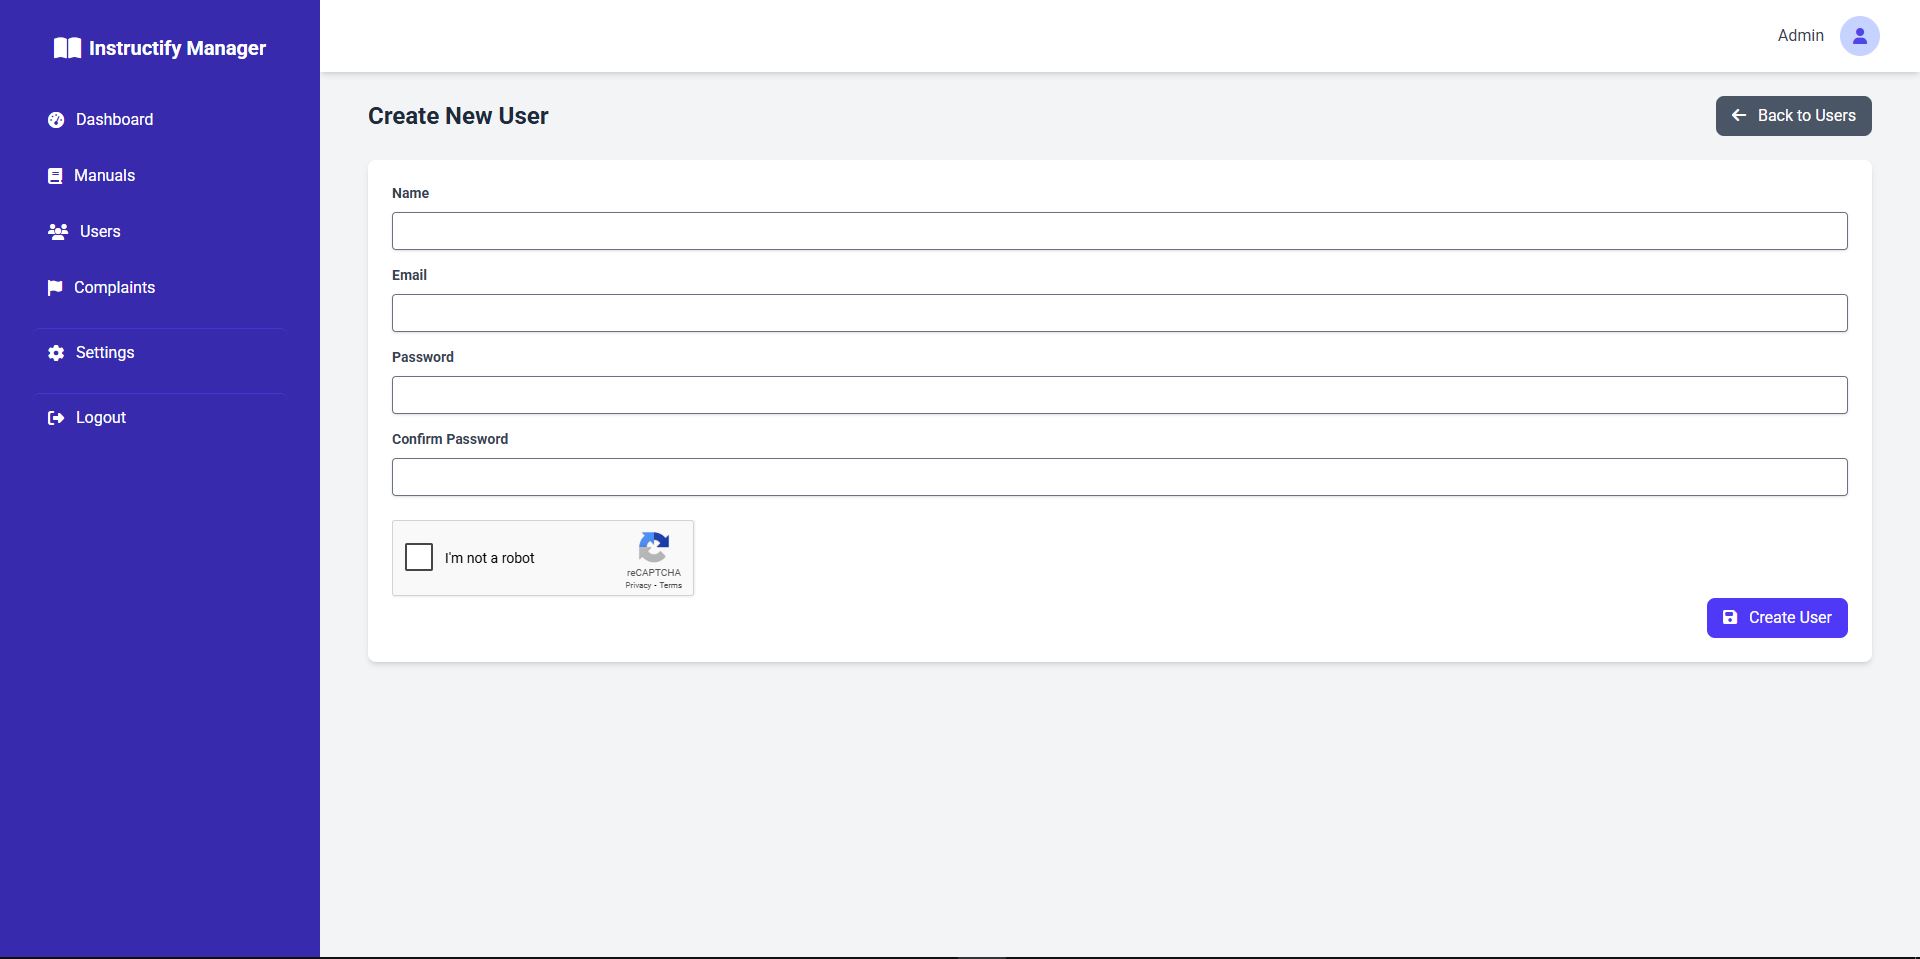 Instructify Manager
Admin
Dashboard
Manuals
Users
Complaints
Settings
Logout
Create New User
Back to Users
Name
Email
Password
Confirm Password
I'm not a robot
reCAPTCHA
Privacy - Terms
Create User